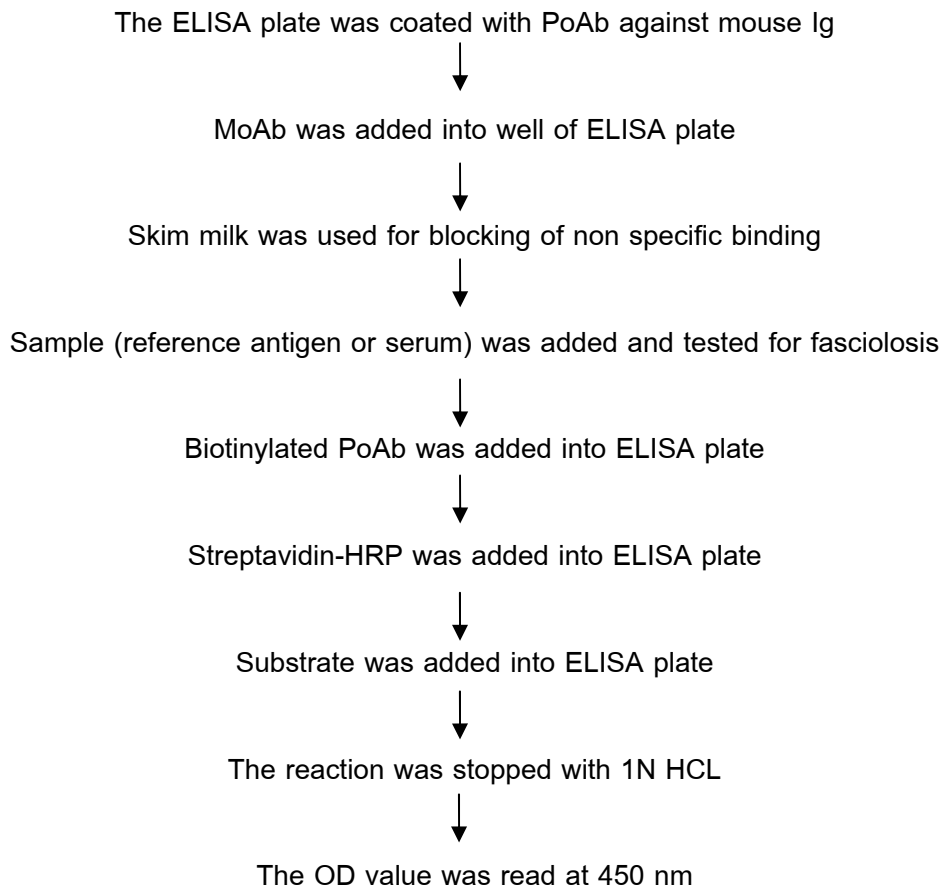 The ELISA plate was coated with PoAb against mouse Ig
MoAb was added into well of ELISA plate
Skim milk was used for blocking of non specific binding
Sample (reference antigen or serum) was added and tested for fasciolosis
Biotinylated PoAb was added into ELISA plate
Streptavidin-HRP was added into ELISA plate
Substrate was added into ELISA plate
The reaction was stopped with 1N HCL
The OD value was read at 450 nm